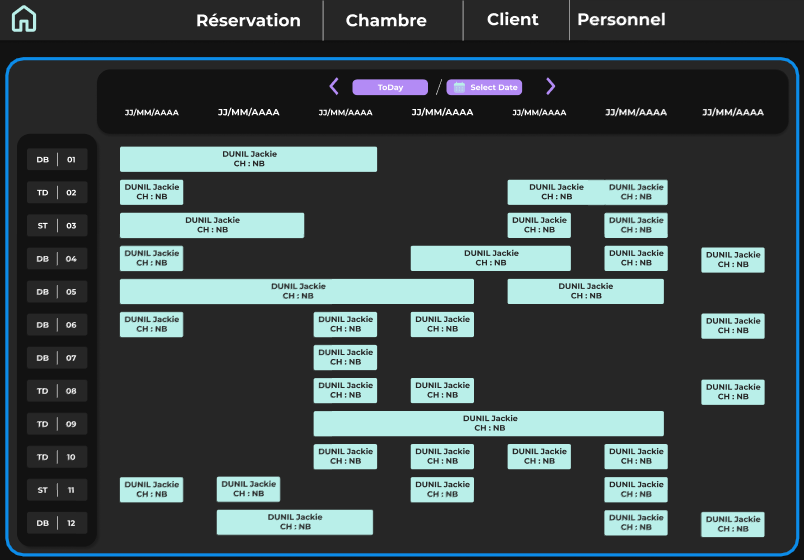 Réservation Chambre Client Personnel
ToDay / Select Date
JJ/MM/AAAA JJ/MM/AAAA JJ/MM/AAAA JJ/MM/AAAA JJ/MM/AAAA JJ/MM/AAAA JJ/MM/AAAA
DB | 01 DUNIL Jackie
CH : NB
TD | 02 DUNIL Jackie DUNIL Jackie DUNIL Jackie
CH : NB CH : NB CH : NB
ST | 03 DUNIL Jackie DUNIL Jackie DUNIL Jackie
CH : NB CH : NB CH : NB
DB | 04 DUNIL Jackie DUNIL Jackie DUNIL Jackie DUNIL Jackie
CH : NB CH : NB CH : NB CH : NB
DB | 05 DUNIL Jackie DUNIL Jackie
CH : NB CH : NB
DB | 06 DUNIL Jackie DUNIL Jackie DUNIL Jackie DUNIL Jackie
CH : NB CH : NB CH : NB CH : NB
DB | 07 DUNIL Jackie
CH : NB
TD | 08 DUNIL Jackie DUNIL Jackie DUNIL Jackie
CH : NB CH : NB CH : NB
TD | 09 DUNIL Jackie
CH : NB
TD | 10 DUNIL Jackie DUNIL Jackie DUNIL Jackie DUNIL Jackie
CH : NB CH : NB CH : NB CH : NB
ST | 11 DUNIL Jackie DUNIL Jackie DUNIL Jackie DUNIL Jackie
CH : NB CH : NB CH : NB CH : NB
DB | 12 DUNIL Jackie DUNIL Jackie DUNIL Jackie
CH : NB CH : NB CH : NB